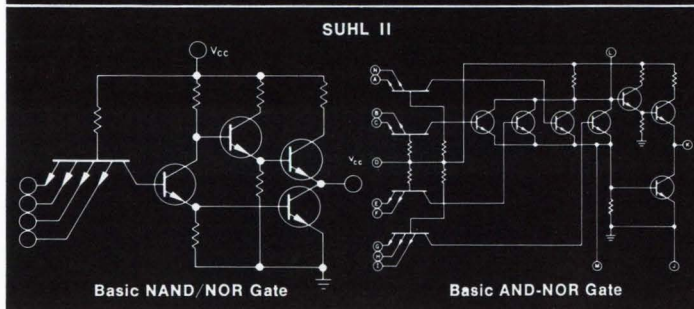 SUHL II
Vcc
Vcc
Basic NAND/NOR Gate
N
A
B
C
D
E
F
G
H
I
L
K
M
J
Basic AND-NOR Gate